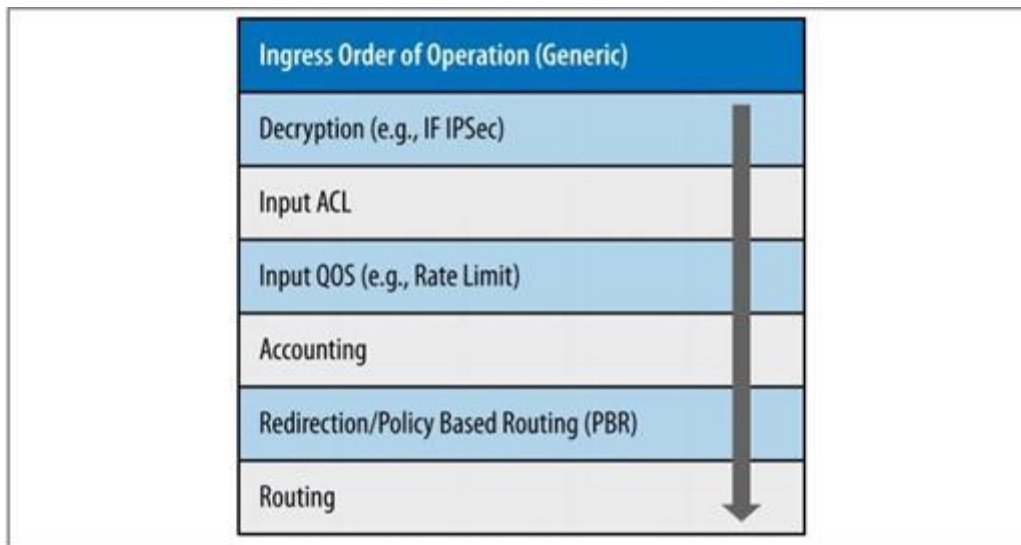 Ingress Order of Operation (Generic)
Decryption (e.g., IF IPSec)
Input ACL
Input QOS (e.g., Rate Limit)
Accounting
Redirection/Policy Based Routing (PBR)
Routing